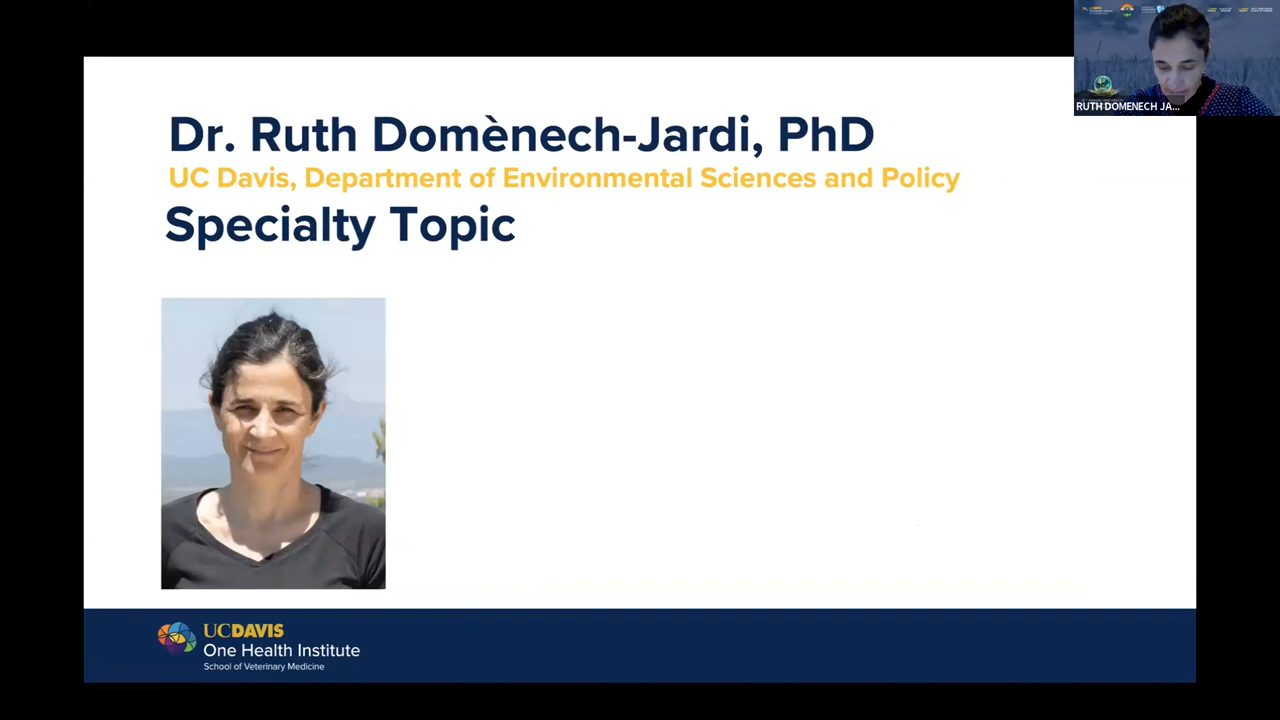 Dr. Ruth Domènech-Jardi, PhD
UC Davis, Department of Environmental Sciences and Policy
Specialty Topic
RUTH DOMENECH JA...
UCDAVIS
One Health Institute
School of Veterinary Medicine